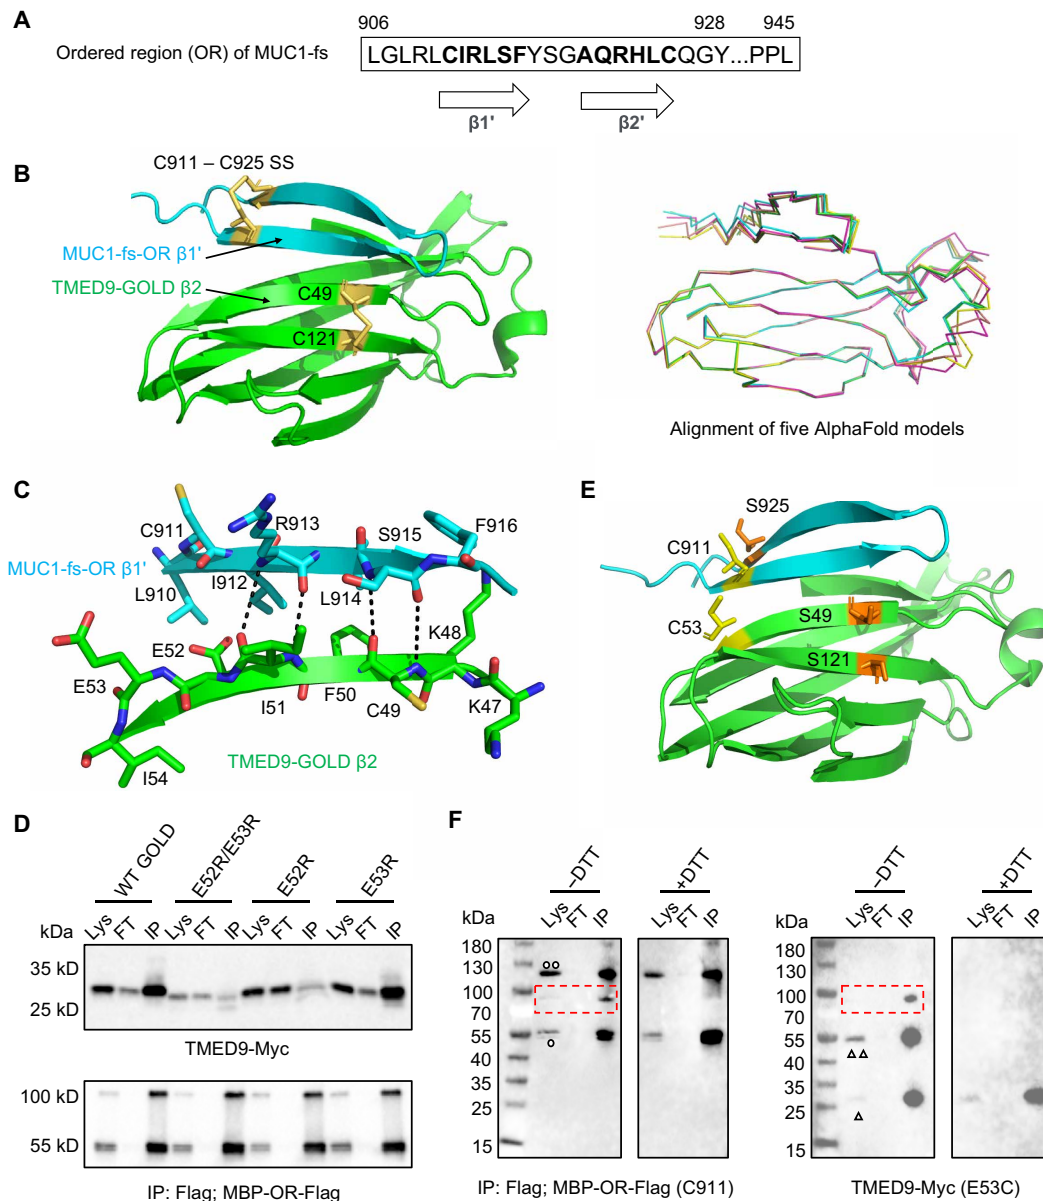 A
906 928 945
Ordered region (OR) of MUC1-fs
LGLRLCIRLSFYSGAQRHLCQGY...PPL
β1' β2'
B
C911 – C925 SS
MUC1-fs-OR β1'
TMED9-GOLD β2
C49
C121
Alignment of five AlphaFold models
C
C911
R913
S915
F916
MUC1-fs-OR β1'
I912
L910
L914
K48
E52
E53
F50
C49
K47
I51
I54
TMED9-GOLD β2
E
S925
C911
C53
S49
S121
D
WT GOLD E52R/E53R E52R E53R
Lys FT IP Lys FT IP Lys FT IP Lys FT IP
kDa
35 kD
25 kD
TMED9-Myc
100 kD
55 kD
IP: Flag; MBP-OR-Flag
F
–DTT +DTT
kDa Lys FT IP Lys FT IP
180
130
100
70
55
40
35
25
15
IP: Flag; MBP-OR-Flag (C911)
–DTT +DTT
kDa Lys FT IP Lys FT IP
180
130
100
70
55
40
35
25
15
TMED9-Myc (E53C)